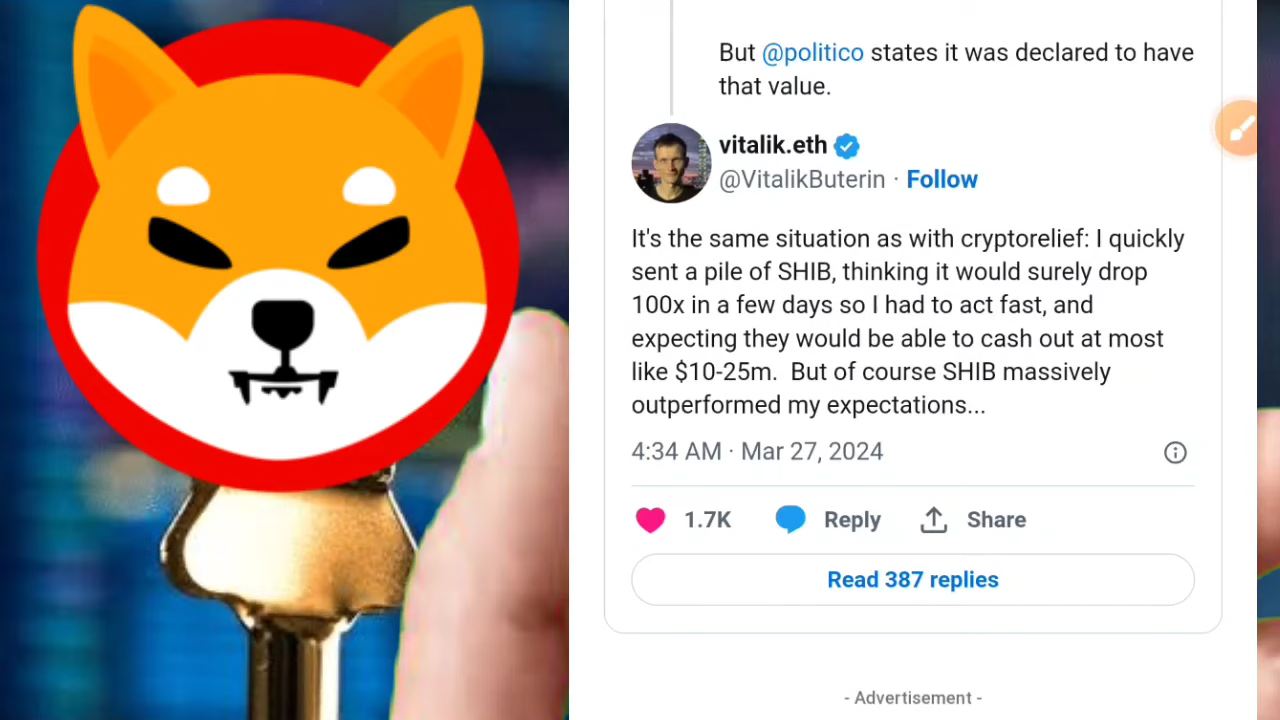 But @politico states it was declared to have
that value.
vitalik.eth
@VitalikButerin · Follow
It's the same situation as with cryptorelief: I quickly
sent a pile of SHIB, thinking it would surely drop
100x in a few days so I had to act fast, and
expecting they would be able to cash out at most
like $10-25m.  But of course SHIB massively
outperformed my expectations...
4:34 AM · Mar 27, 2024
1.7K Reply Share
Read 387 replies
- Advertisement -